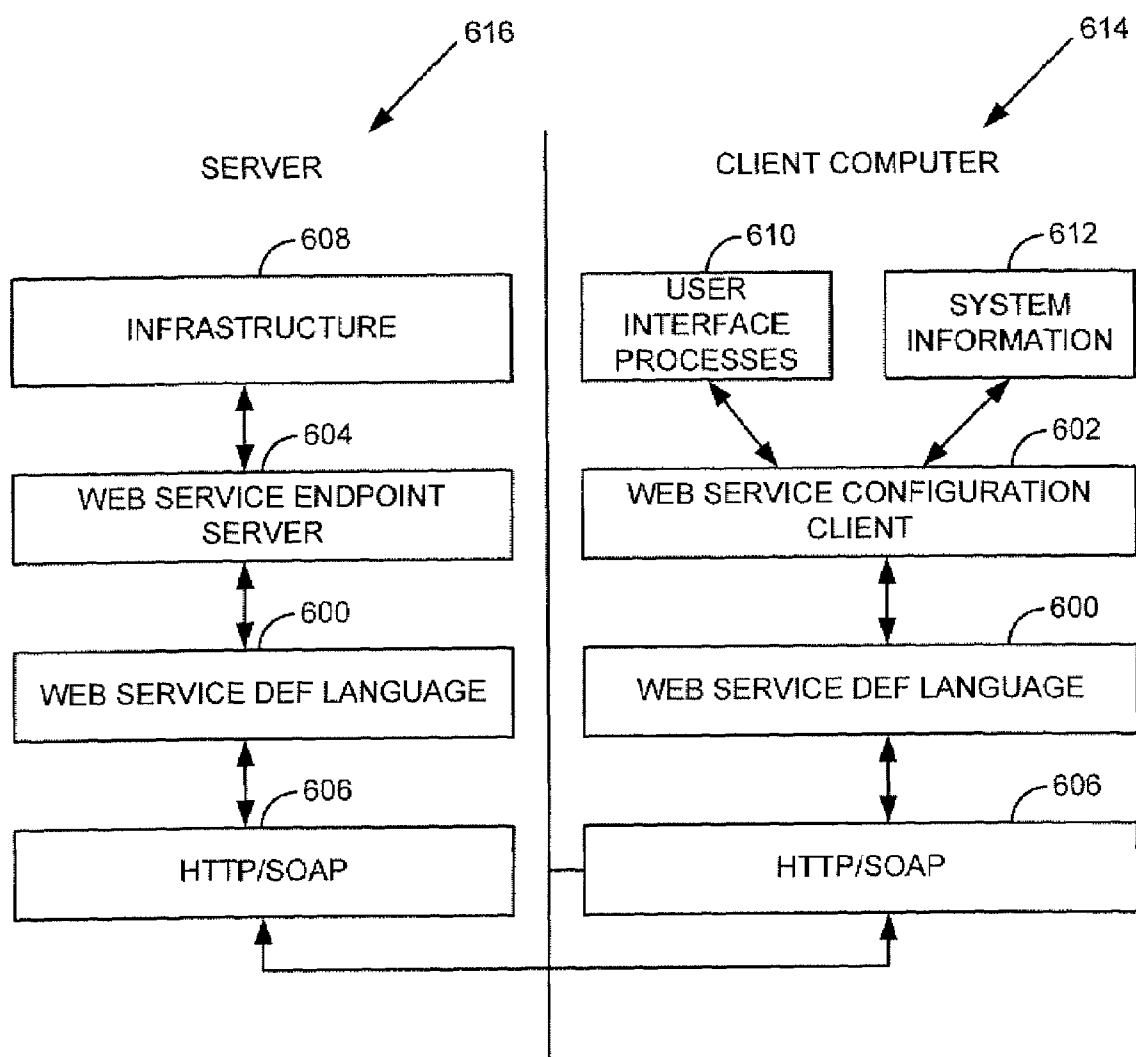 616
614
SERVER
CLIENT COMPUTER
608
610
612
INFRASTRUCTURE
USER
INTERFACE
PROCESSES
SYSTEM
INFORMATION
604
602
WEB SERVICE ENDPOINT
SERVER
WEB SERVICE CONFIGURATION
CLIENT
600
600
WEB SERVICE DEF LANGUAGE
WEB SERVICE DEF LANGUAGE
606
606
HTTP/SOAP
HTTP/SOAP